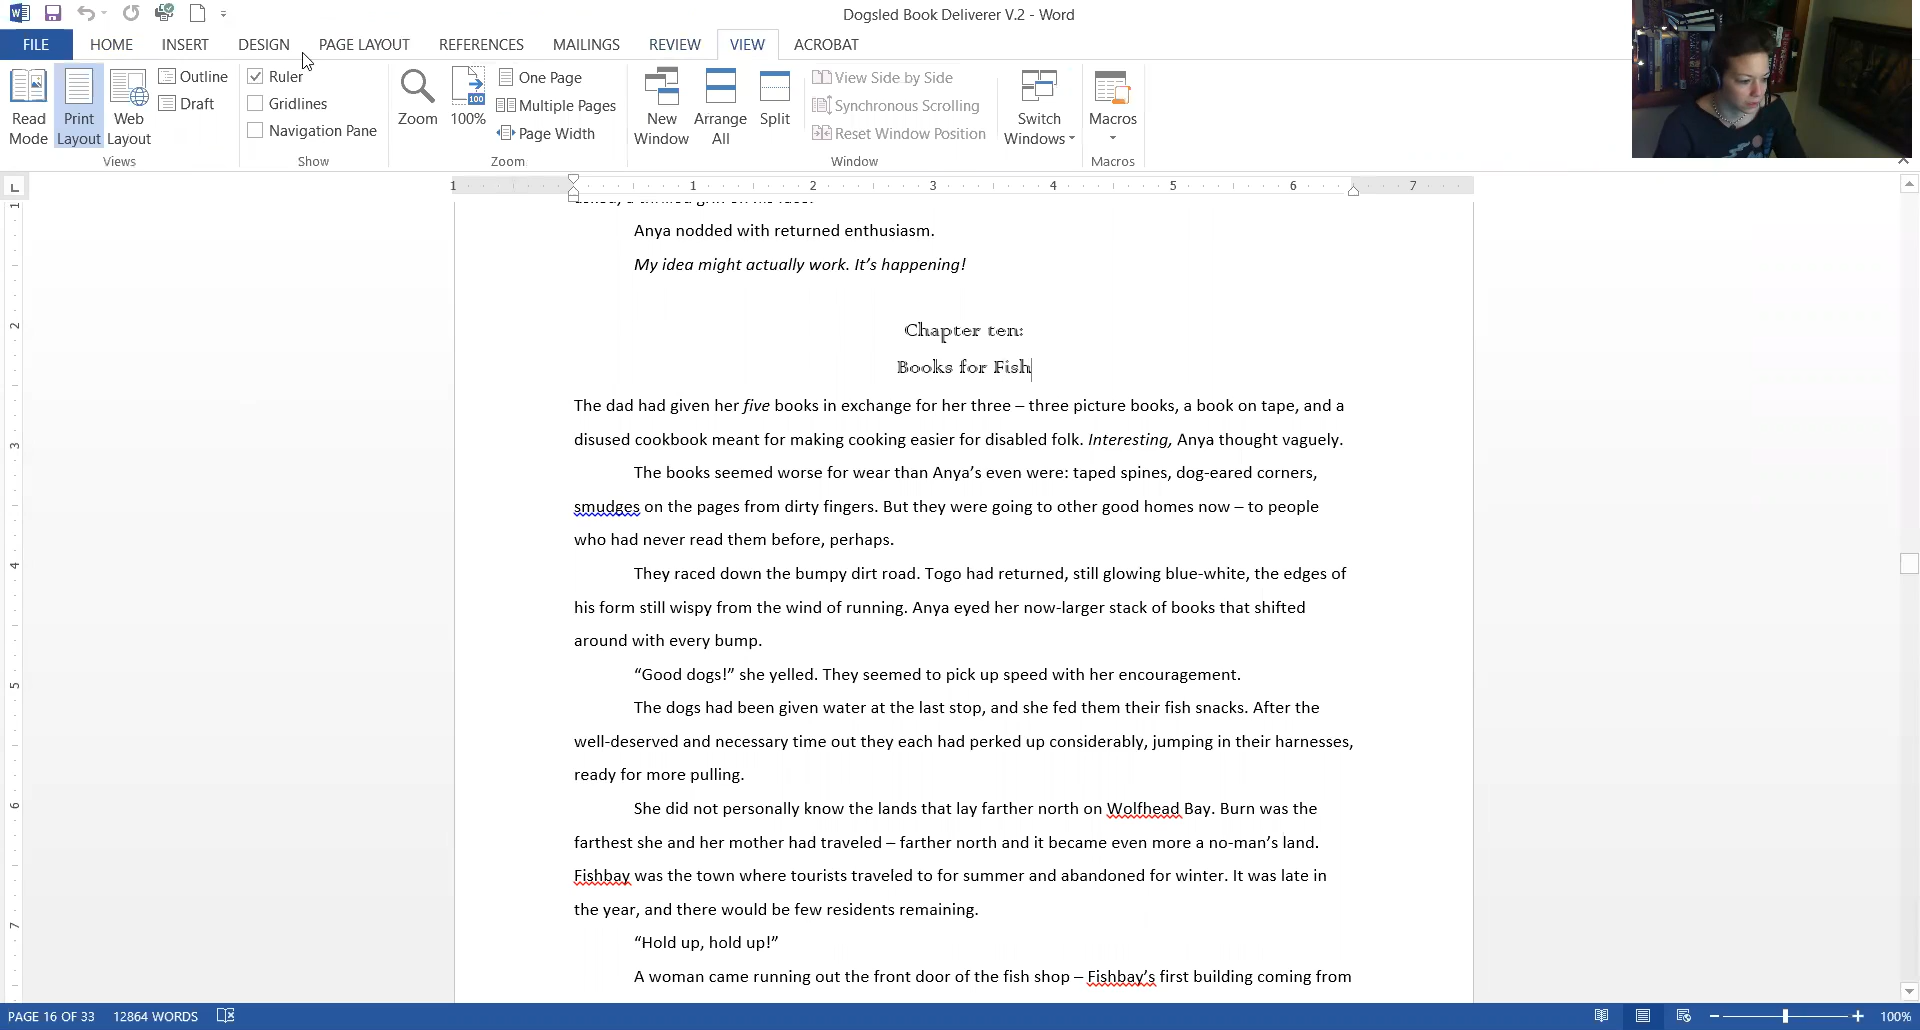 Dogsled Book Deliverer V.2 - Word
FILE HOME INSERT DESIGN PAGE LAYOUT REFERENCES MAILINGS REVIEW VIEW ACROBAT
Read Mode
Print Layout
Web Layout
Outline
Draft
Views
Ruler
Gridlines
Navigation Pane
Show
Zoom
100
100%
One Page
Multiple Pages
Page Width
Zoom
New Window
Arrange All
Split
View Side by Side
Synchronous Scrolling
Reset Window Position
Window
Switch Windows
Macros
Macros
L
1 1 2 3 4 5 6 7
1
2
3
4
5
6
7
Anya nodded with returned enthusiasm.
My idea might actually work. It’s happening!
Chapter ten:
Books for Fish
The dad had given her five books in exchange for her three – three picture books, a book on tape, and a
disused cookbook meant for making cooking easier for disabled folk. Interesting, Anya thought vaguely.
The books seemed worse for wear than Anya’s even were: taped spines, dog-eared corners,
smudges on the pages from dirty fingers. But they were going to other good homes now – to people
who had never read them before, perhaps.
They raced down the bumpy dirt road. Togo had returned, still glowing blue-white, the edges of
his form still wispy from the wind of running. Anya eyed her now-larger stack of books that shifted
around with every bump.
“Good dogs!” she yelled. They seemed to pick up speed with her encouragement.
The dogs had been given water at the last stop, and she fed them their fish snacks. After the
well-deserved and necessary time out they each had perked up considerably, jumping in their harnesses,
ready for more pulling.
She did not personally know the lands that lay farther north on Wolfhead Bay. Burn was the
farthest she and her mother had traveled – farther north and it became even more a no-man’s land.
Fishbay was the town where tourists traveled to for summer and abandoned for winter. It was late in
the year, and there would be few residents remaining.
“Hold up, hold up!”
A woman came running out the front door of the fish shop – Fishbay’s first building coming from
PAGE 16 OF 33 12864 WORDS
100%